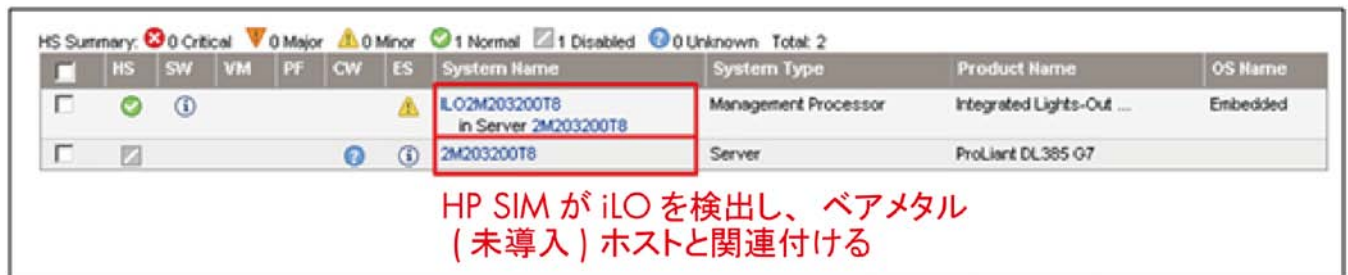 HS Summary: 0 Critical 0 Major 0 Minor 1 Normal 1 Disabled 0 Unknown Total: 2
HS SW VM PF CW ES System Name System Type Product Name OS Name
ILO2M203200T8 Management Processor Integrated Lights-Out ... Embedded
in Server 2M203200T8
2M203200T8 Server ProLiant DL385 G7
HP SIM が iLO を検出し、ベアメタル
( 未導入 ) ホストと関連付ける